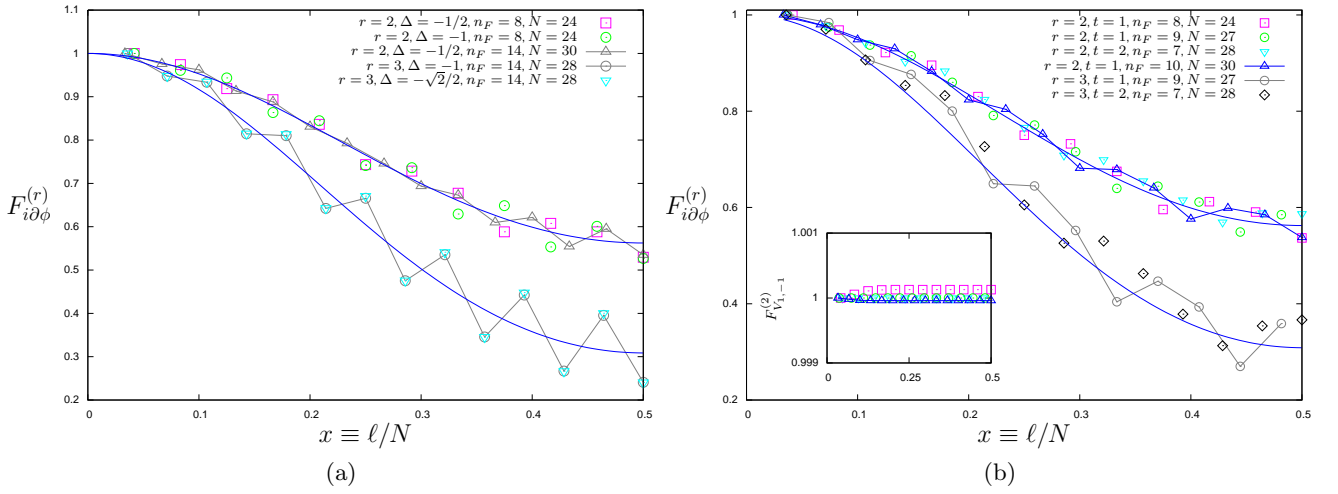 r = 2, Δ = −1/2, n_F = 8, N = 24
r = 2, Δ = −1, n_F = 8, N = 24
r = 2, Δ = −1/2, n_F = 14, N = 30
r = 3, Δ = −1, n_F = 14, N = 28
r = 3, Δ = −√2/2, n_F = 14, N = 28
1.1
1
0.9
0.8
0.7
0.6
0.5
0.4
0.3
0.2
F^{(r)}_{i∂ϕ}
0
0.1
0.2
0.3
0.4
0.5
x ≡ ℓ/N
(a)
r = 2, t = 1, n_F = 8, N = 24
r = 2, t = 1, n_F = 9, N = 27
r = 2, t = 2, n_F = 7, N = 28
r = 2, t = 1, n_F = 10, N = 30
r = 3, t = 1, n_F = 9, N = 27
r = 3, t = 2, n_F = 7, N = 28
1
0.8
0.6
0.4
0.2
F^{(r)}_{i∂ϕ}
1.001
1
0.999
F^{(2)}_{V_{1,−1}}
0
0.25
0.5
0
0.1
0.2
0.3
0.4
0.5
x ≡ ℓ/N
(b)